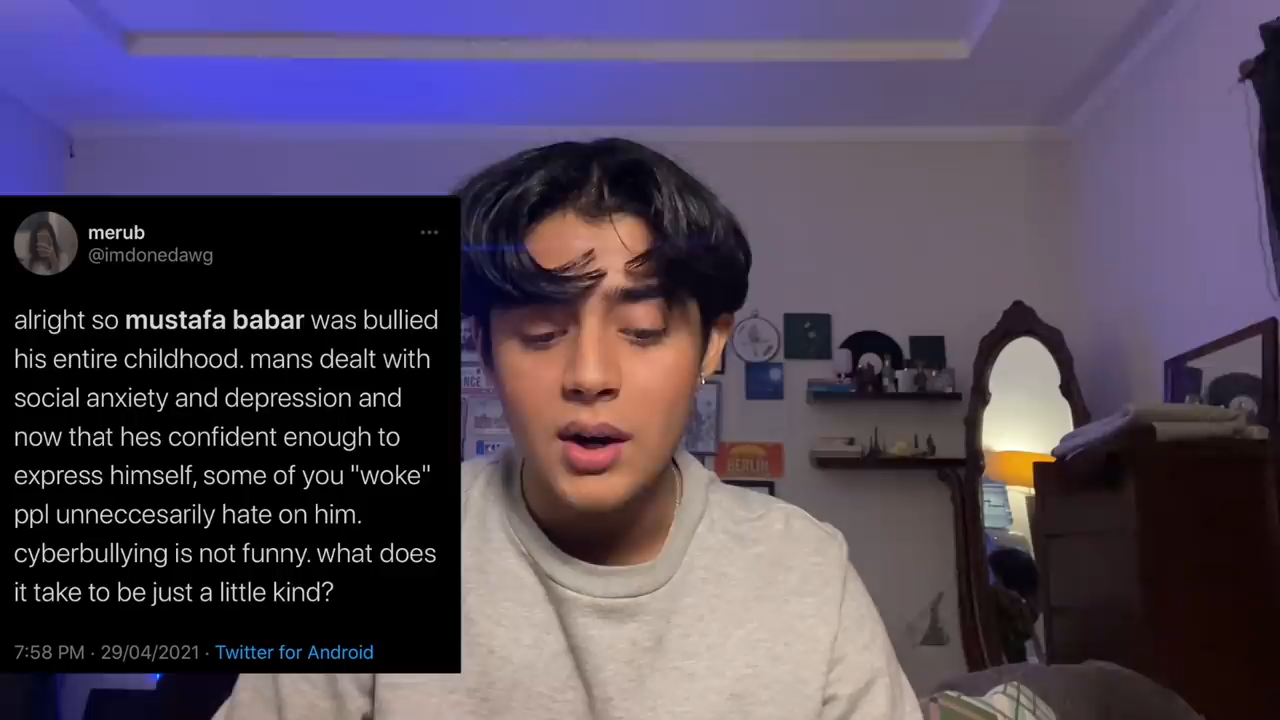 merub
@imdonedawg
alright so mustafa babar was bullied
his entire childhood. mans dealt with
social anxiety and depression and
now that hes confident enough to
express himself, some of you "woke"
ppl unneccesarily hate on him.
cyberbullying is not funny. what does
it take to be just a little kind?
7:58 PM · 29/04/2021 · Twitter for Android
NCE
BERLIN